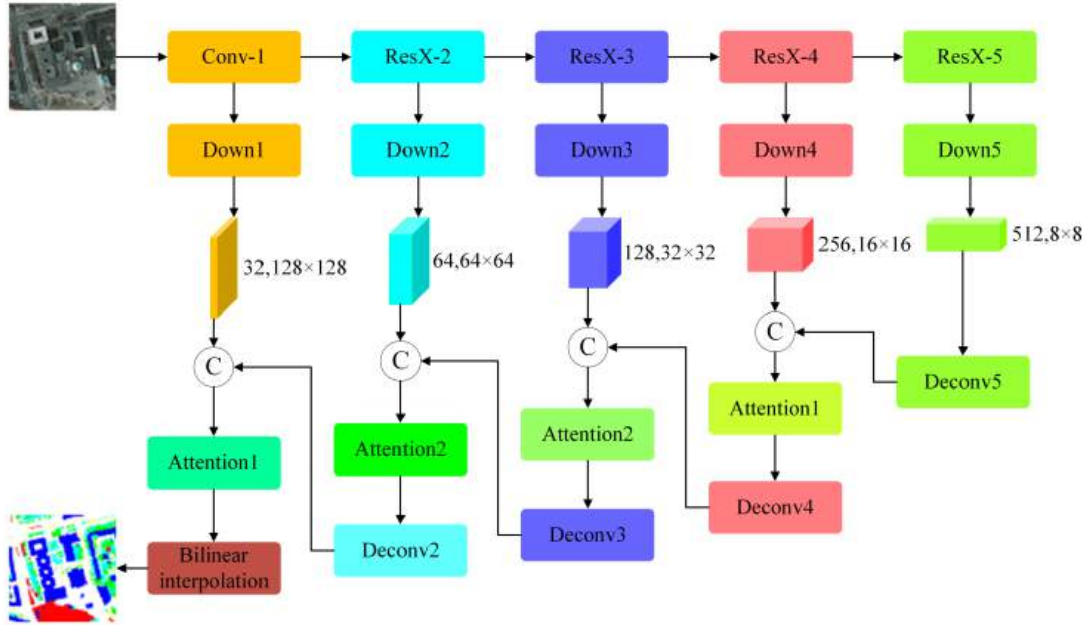 Conv-1
ResX-2
ResX-3
ResX-4
ResX-5
Down1
Down2
Down3
Down4
Down5
32,128×128
64,64×64
128,32×32
256,16×16
512,8×8
C
C
C
C
Deconv5
Attention1
Attention2
Attention2
Attention1
Deconv4
Deconv3
Deconv2
Bilinear
interpolation